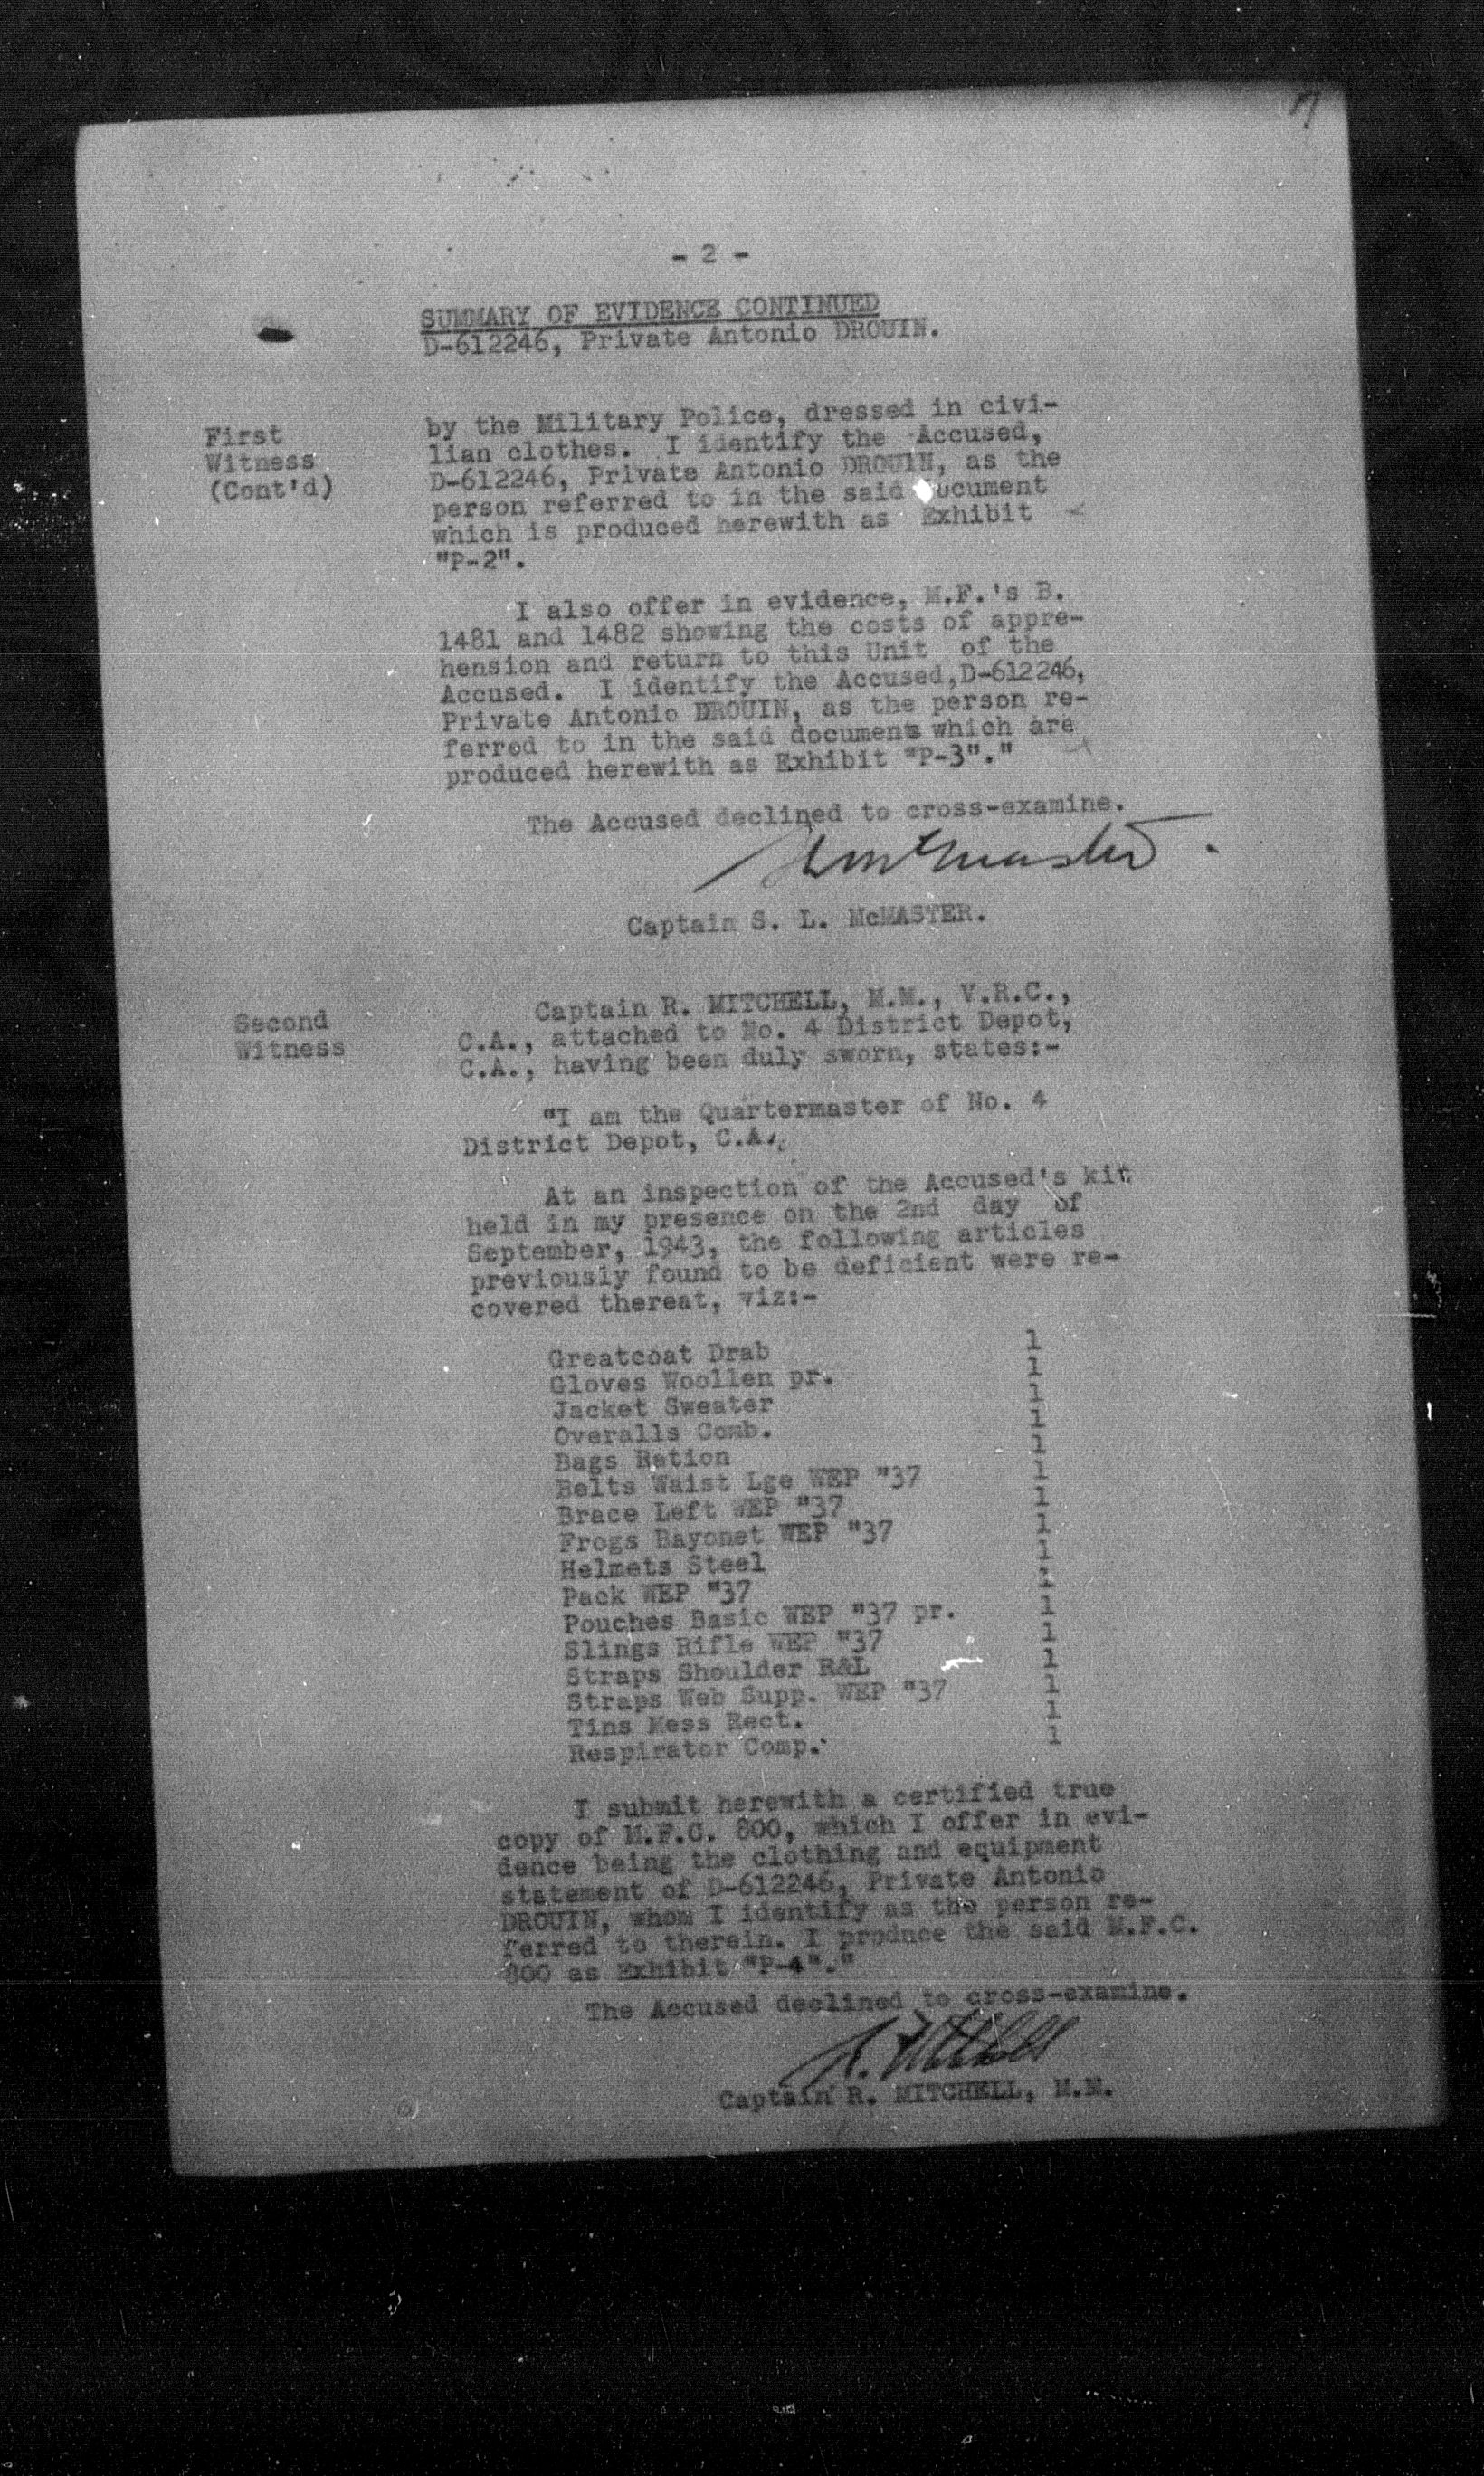 - 2 -
SUMMARY OF EVIDENCE CONTINUED
D-612246, Private Antonio DROUIN.
First
Witness
(Cont'd)
by the Military Police, dressed in civi-
lian clothes. I identify the Accused,
D-612246, Private Antonio DROUIN, as the
person referred to in the said ocument
which is produced herewith as Exhibit
"P-2".
I also offer in evidence, M.F.'s B.
1481 and 1482 showing the costs of appre-
hension and return to this Unit of the
Accused. I identify the Accused,D-612246,
Private Antonio DROUIN, as the person re-
ferred to in the said documents which are
produced herewith as Exhibit "P-3"."
The Accused declined to cross-examine.
Captain S. L. McMASTER.
Second
Witness
Captain R. MITCHELL, M.M., V.R.C.,
C.A., attached to No. 4 District Depot,
C.A., having been duly sworn, states:-
"I am the Quartermaster of No. 4
District Depot, C.A.
At an inspection of the Accused's kit
held in my presence on the 2nd day of
September, 1943, the following articles
previously found to be deficient were re-
covered thereat, viz:-
Greatcoat Drab 1
Gloves Woollen pr. 1
Jacket Sweater 1
Overalls Comb. 1
Bags Ration 1
Belts Waist Lge WEP "37 1
Brace Left WEP "37 1
Frogs Bayonet WEP "37 1
Helmets Steel 1
Pack WEP "37 1
Pouches Basic WEP "37 pr. 1
Slings Rifle WEP "37 1
Straps Shoulder R&L 1
Straps Web Supp. WEP "37 1
Tins Mess Rect. 1
Respirator Comp. 1
I submit herewith a certified true
copy of M.F.C. 800, which I offer in evi-
dence being the clothing and equipment
statement of D-612246, Private Antonio
DROUIN, whom I identify as the person re-
ferred to therein. I produce the said M.F.C.
800 as Exhibit "P-4"."
The Accused declined to cross-examine.
R. Mitchell
Captain R. MITCHELL, M.M.